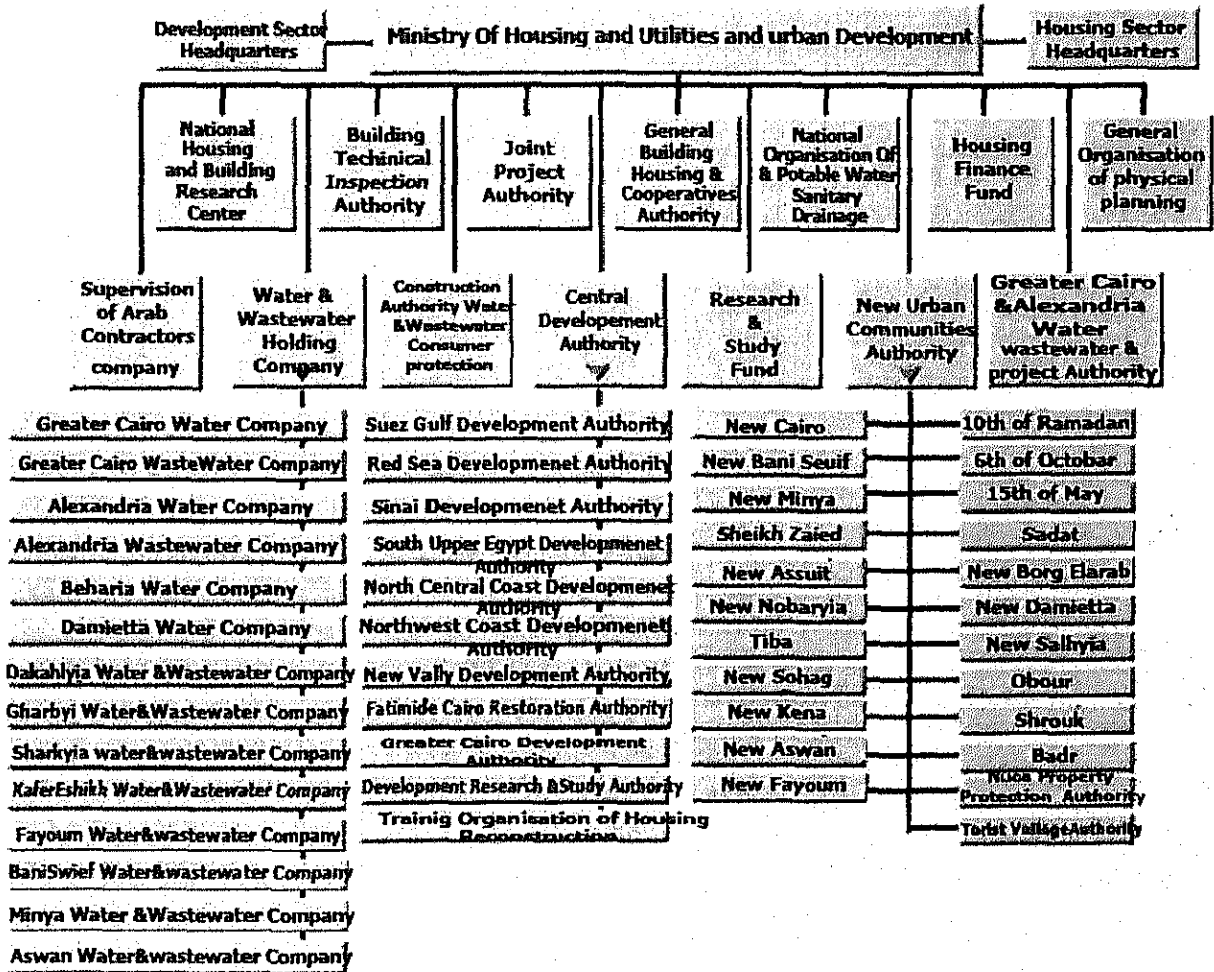 Development Sector
Headquarters
Ministry Of Housing and Utilities and urban Development
Housing Sector
Headquarters
National
Housing
and Building
Research
Center
Building
Techinical
Inspection
Authority
Joint
Project
Authority
General
Building
Housing &
Cooperatives
Authority
National
Organisation Of
& Potable Water
Sanitary
Drainage
Housing
Finance
Fund
General
Organisation
of physical
planning
Supervision
of Arab
Contractors
company
Water &
Wastewater
Holding
Company
Construction
Authority Water
&Wastewater
Consumer
protection
Central
Developement
Authority
Research
&
Study
Fund
New Urban
Communities
Authority
Greater Cairo
&Alexandria
Water
wastewater &
project Authority
Greater Cairo Water Company
Greater Cairo WasteWater Company
Alexandria Water Company
Alexandria Wastewater Company
Beharia Water Company
Damietta Water Company
Dakahlyia Water &Wastewater Company
Gharbyi Water&Wastewater Company
Sharkyia water&wastewater Company
KaferEshikh Water&Wastewater Company
Fayoum Water&wastewater Company
BaniSwief Water&wastewater Company
Minya Water &Wastewater Company
Aswan Water&wastewater Company
Suez Gulf Development Authority
Red Sea Developmenet Authority
Sinai Developmenet Authority
South Upper Egypt Developmenet
Authority
North Central Coast Developmenet
Authority
Northwest Coast Developmenet
Authority
New Vally Development Authority
Fatimide Cairo Restoration Authority
Greater Cairo Development
Authority
Development Research &Study Authority
Trainig Organisation of Housing
Reconstruction
New Cairo
New Bani Seuif
New Minya
Sheikh Zaied
New Assuit
New Nobaryia
Tiba
New Sohag
New Kena
New Aswan
New Fayoum
10th of Ramadan
6th of Octobar
15th of May
Sadat
New Borg Elarab
New Damietta
New Salhyia
Obour
Shrouk
Badr
Property
Protection Authority
Torist VallageAuthority